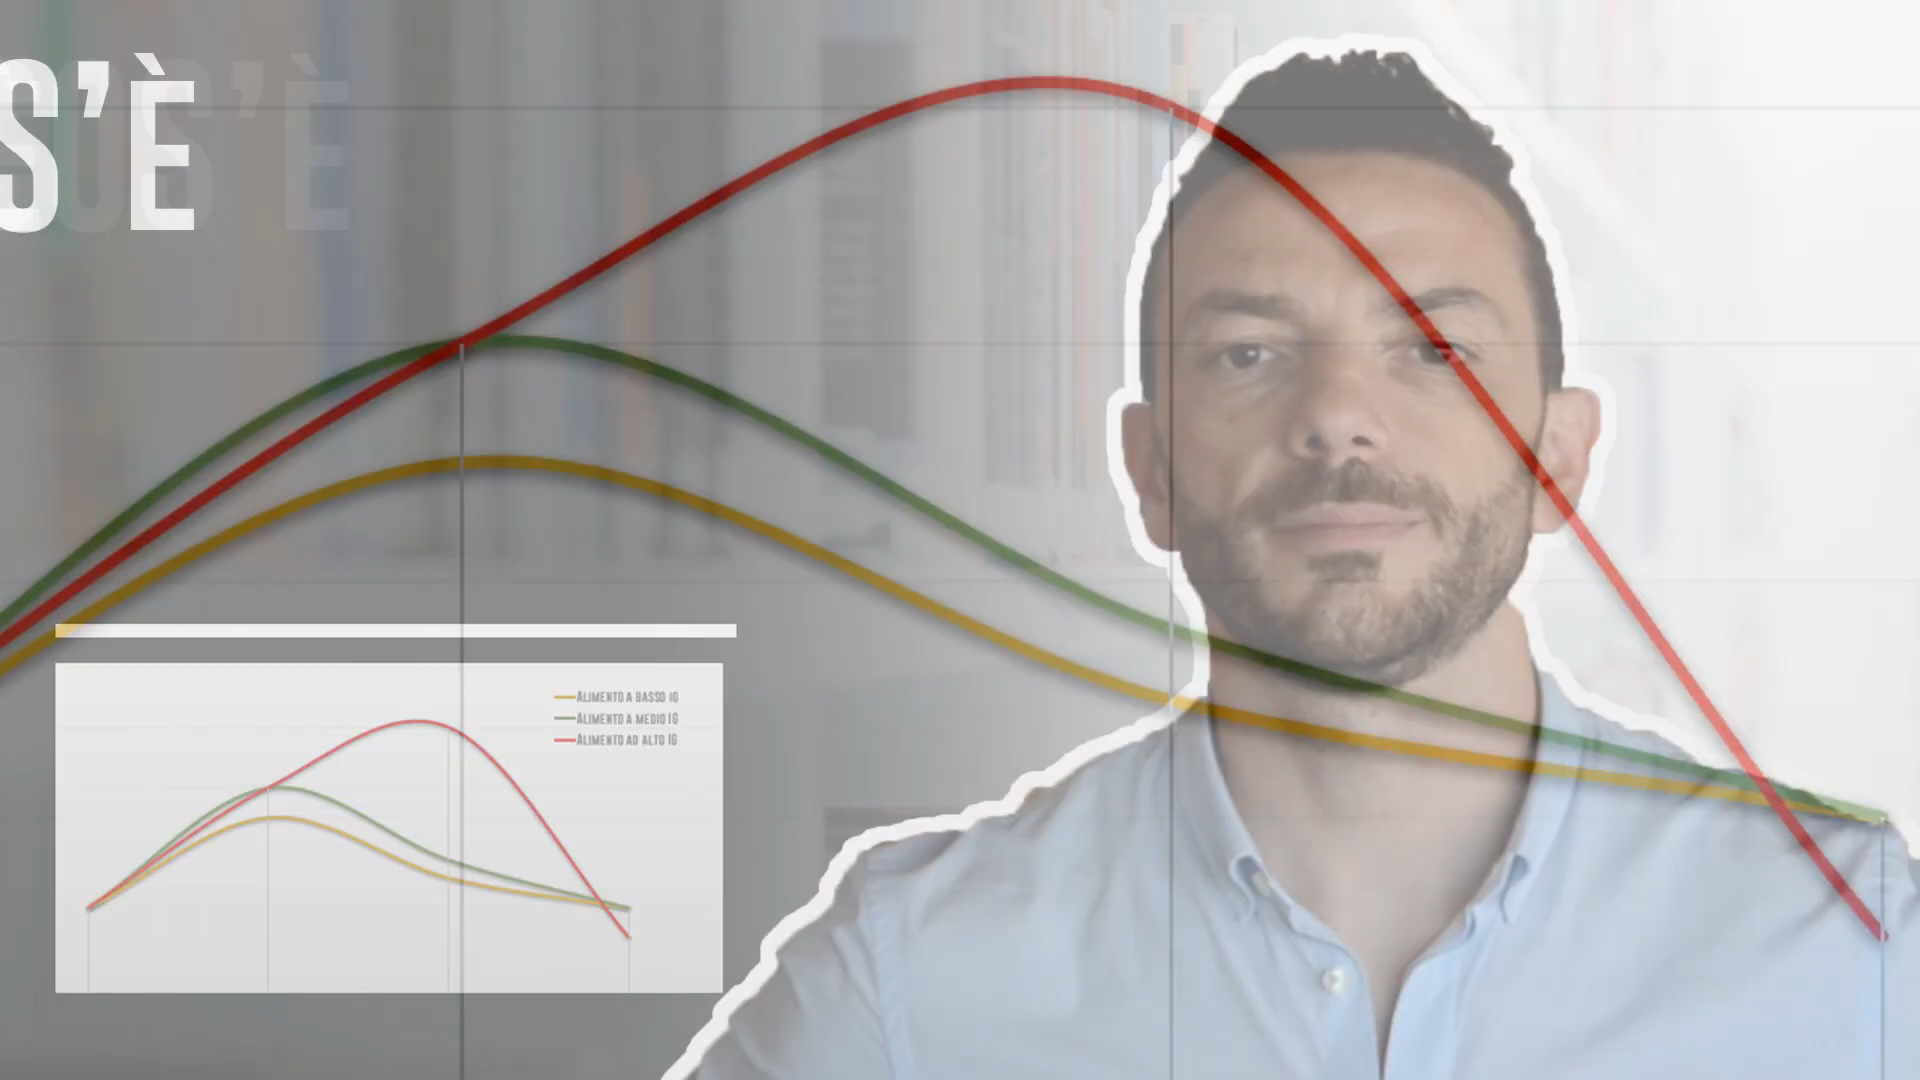 S'È
ALIMENTO A BASSO IG
ALIMENTO A MEDIO IG
ALIMENTO AD ALTO IG